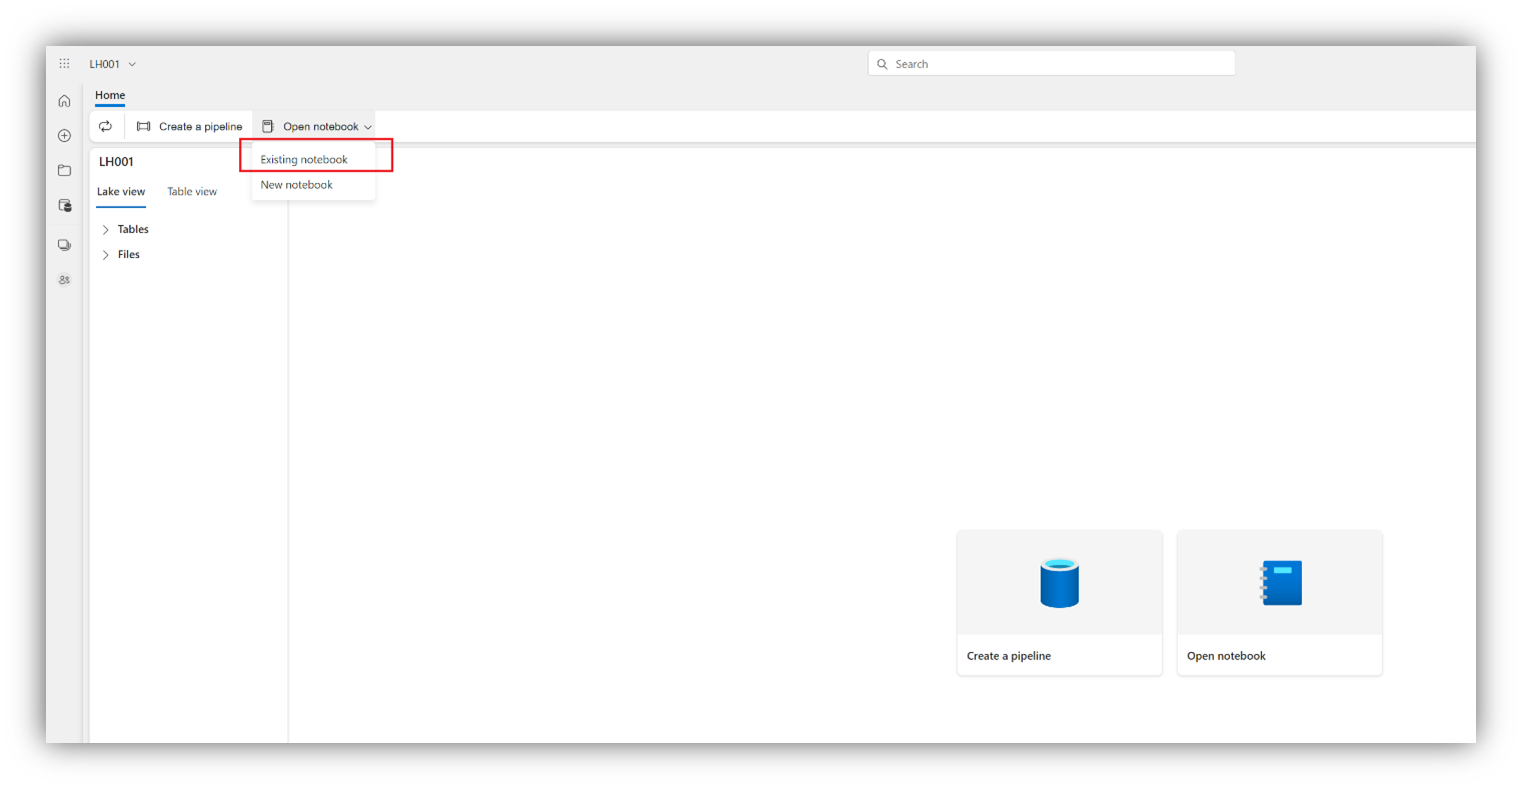 LH001
Search
Home
Create a pipeline
Open notebook
Existing notebook
New notebook
LH001
Lake view
Table view
Tables
Files
Create a pipeline
Open notebook